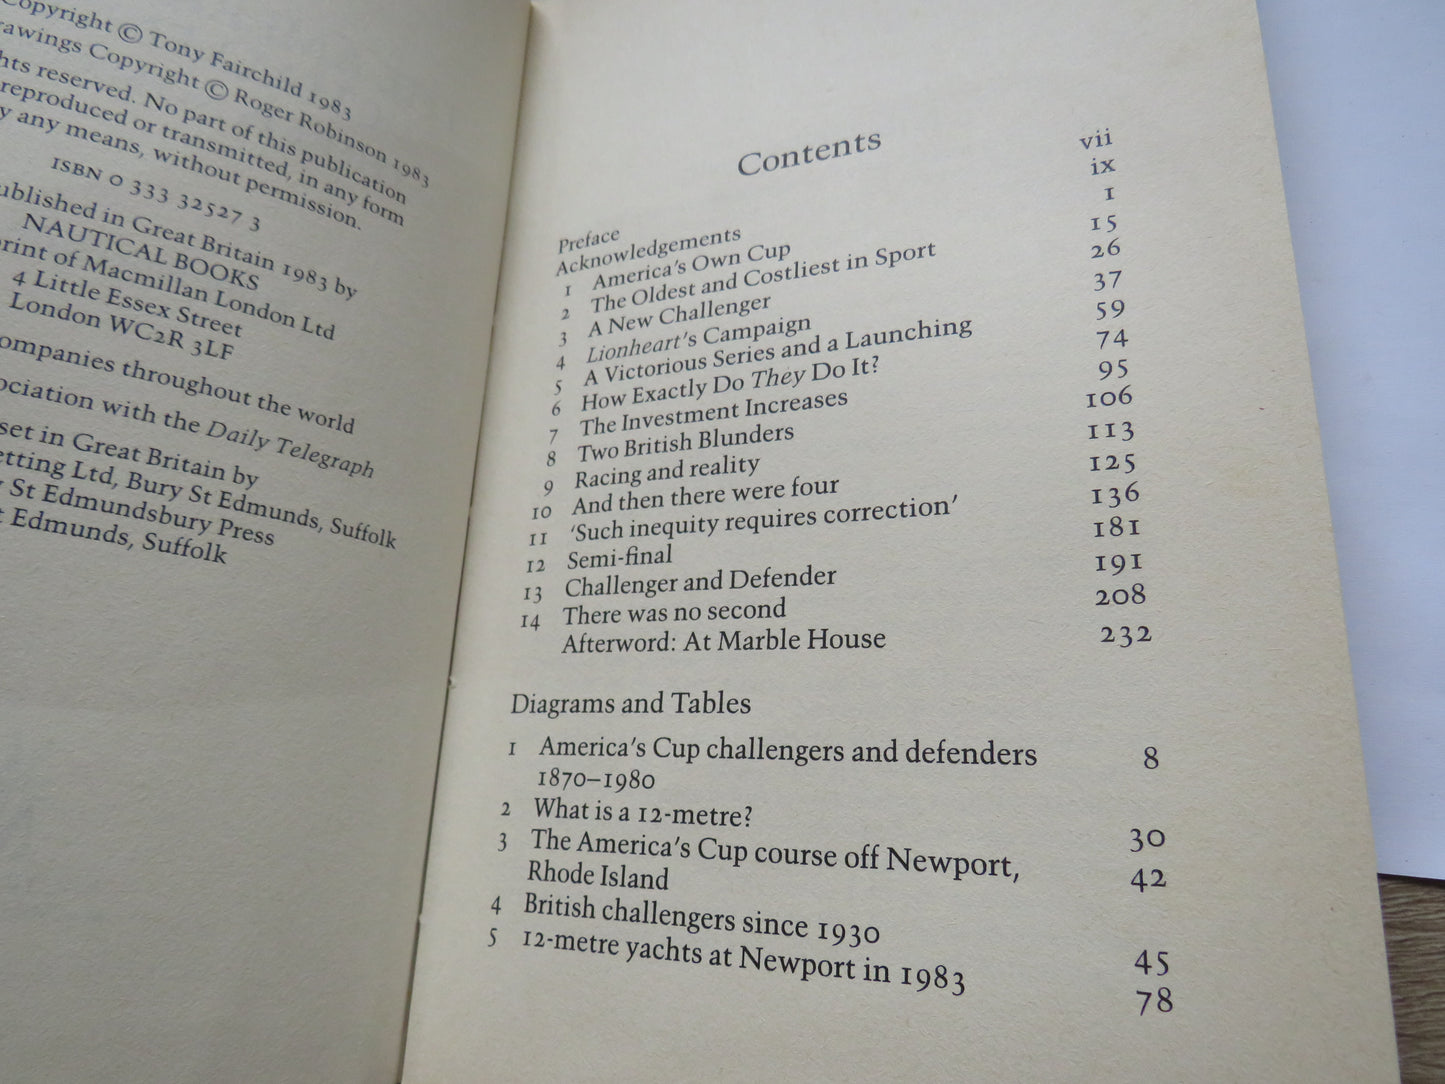 Copyright © Tony Fairchild 1983
rawings Copyright © Roger Robinson 1983
hts reserved. No part of this publication
reproduced or transmitted, in any form
y any means, without permission.
ISBN 0 333 32527 3
ublished in Great Britain 1983 by
NAUTICAL BOOKS
print of Macmillan London Ltd
4 Little Essex Street
London WC2R 3LF
ompanies throughout the world
ociation with the Daily Telegraph
set in Great Britain by
etting Ltd, Bury St Edmunds, Suffolk
y St Edmundsbury Press
t Edmunds, Suffolk
Contents
Preface vii
Acknowledgements ix
1 America's Own Cup 1
2 The Oldest and Costliest in Sport 15
3 A New Challenger 26
4 Lionheart's Campaign 37
5 A Victorious Series and a Launching 59
6 How Exactly Do They Do It? 74
7 The Investment Increases 95
8 Two British Blunders 106
9 Racing and reality 113
10 And then there were four 125
11 'Such inequity requires correction' 136
12 Semi-final 181
13 Challenger and Defender 191
14 There was no second 208
Afterword: At Marble House 232
Diagrams and Tables
1 America's Cup challengers and defenders 8
1870–1980
2 What is a 12-metre? 30
3 The America's Cup course off Newport, 42
Rhode Island
4 British challengers since 1930 45
5 12-metre yachts at Newport in 1983 78